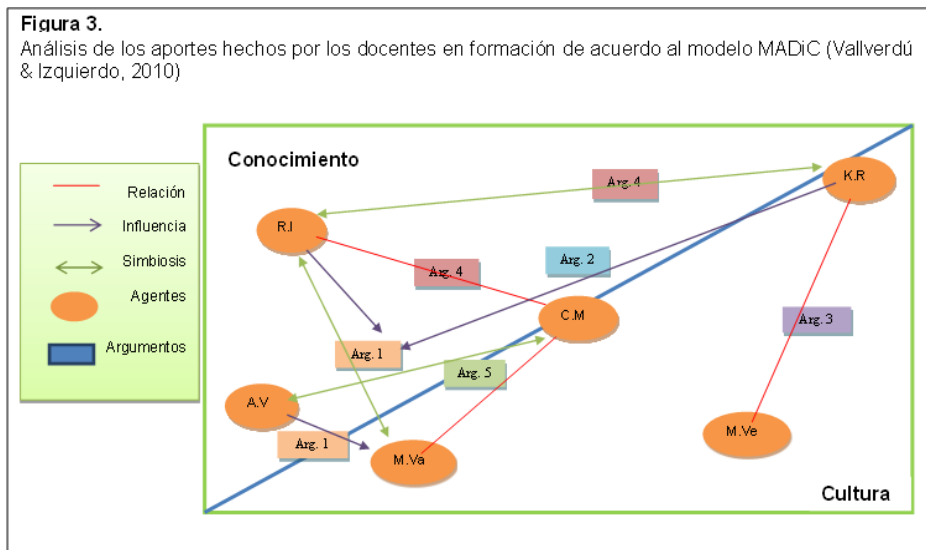 Figura 3.
Análisis de los aportes hechos por los docentes en formación de acuerdo al modelo MADiC (Vallverdú
& Izquierdo, 2010)
Relación
Influencia
Simbiosis
Agentes
Argumentos
Conocimiento
K.R
Arg. 4
R.I
Arg. 2
Arg. 4
C.M
Arg. 3
Arg. 1
Arg. 5
A.V
M.Ve
Arg. 1
M.Va
Cultura